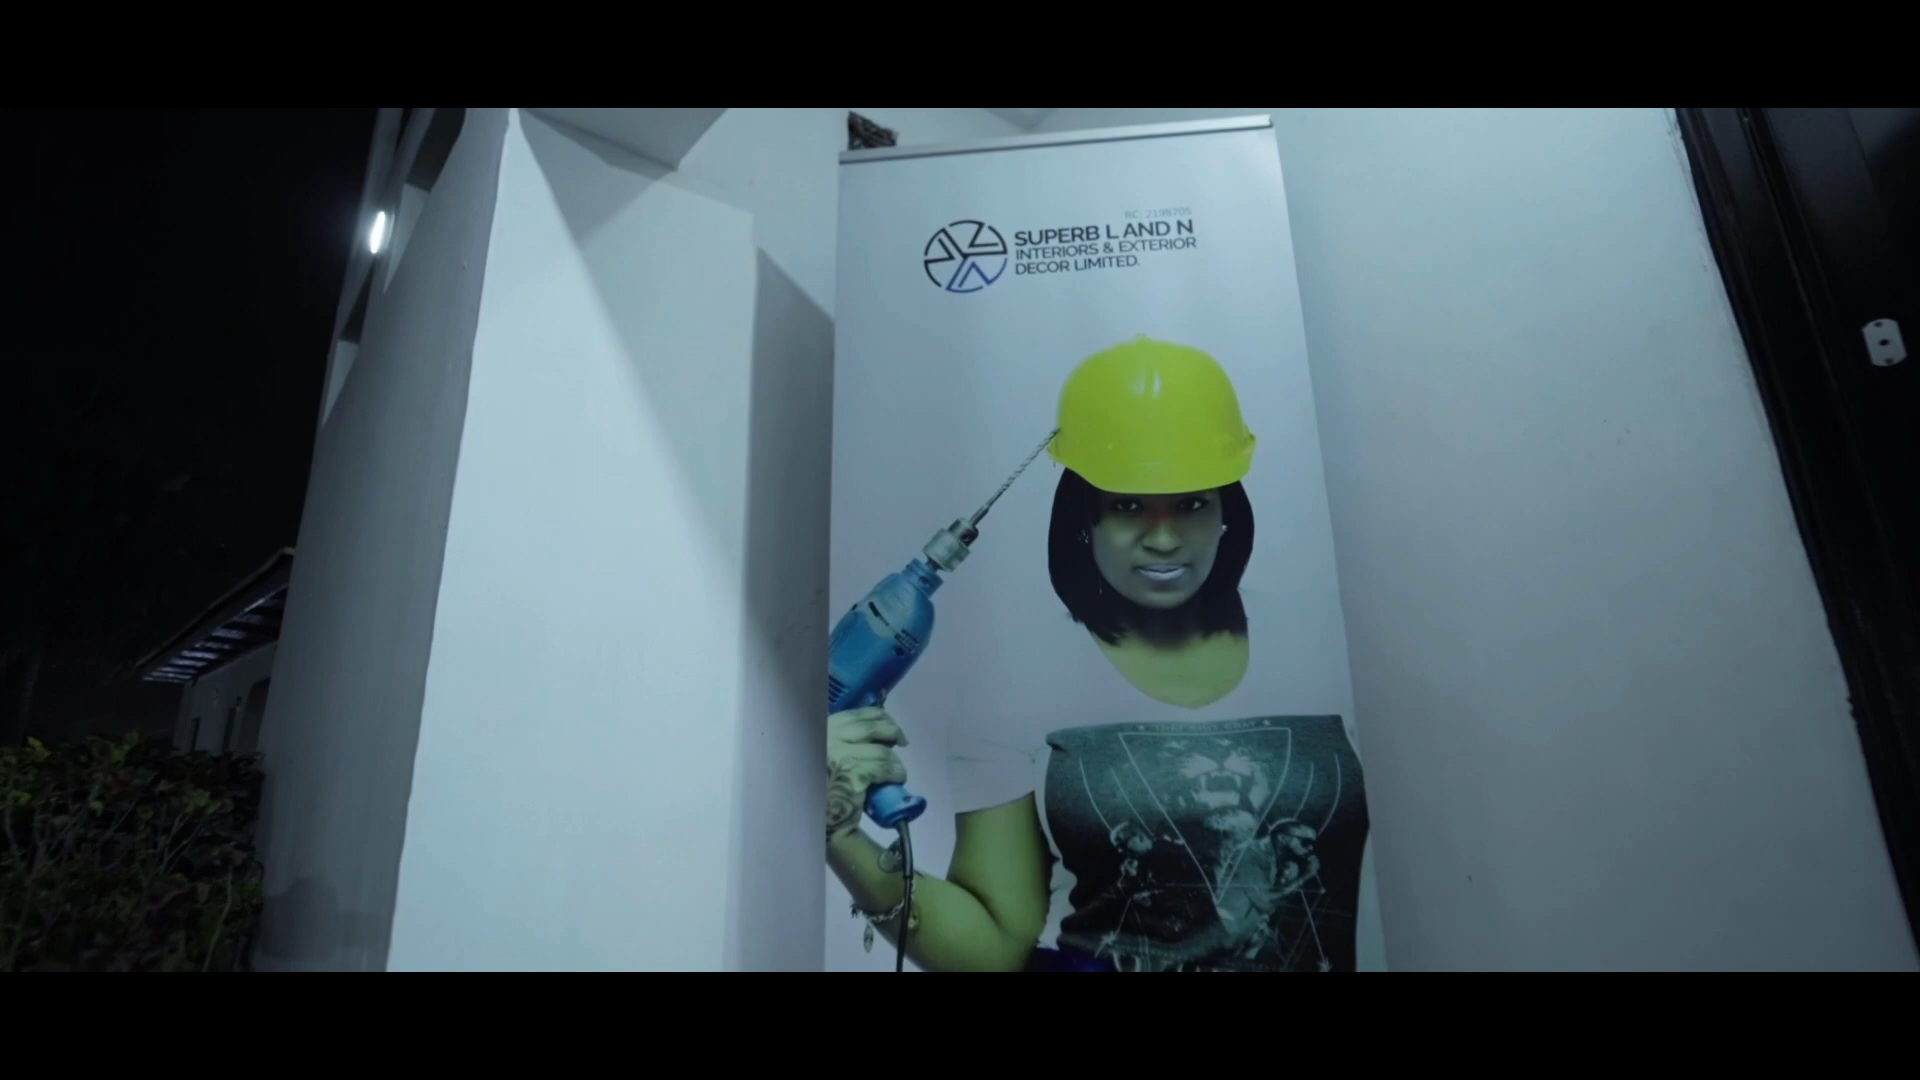 RC: 2198705
SUPERB L AND N
INTERIORS & EXTERIOR
DECOR LIMITED.